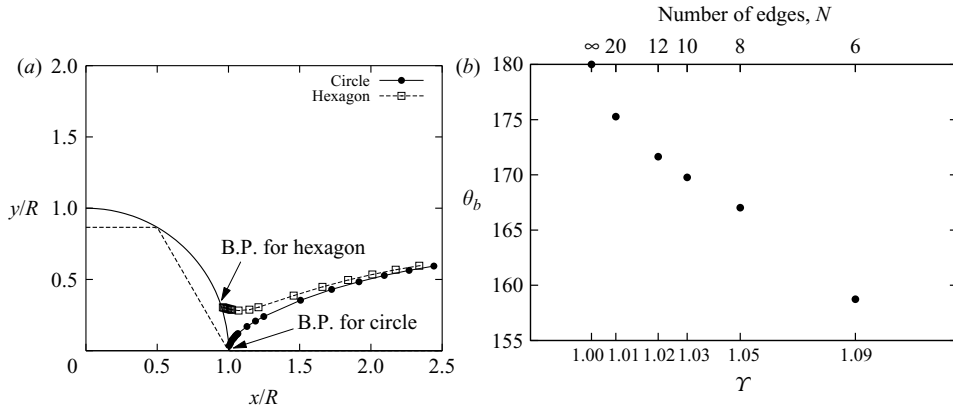 Number of edges, N
(a)
(b)
∞ 20 12 10 8 6
2.0
1.5
1.0
0.5
0
y/R
Circle
Hexagon
B.P. for hexagon
B.P. for circle
0.5 1.0 1.5 2.0 2.5
x/R
180
175
170
165
160
155
θb
1.00 1.01 1.02 1.03 1.05 1.09
ϒ